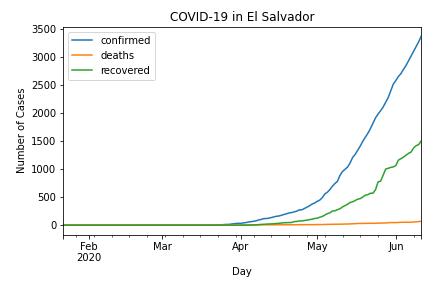 COVID-19 in El Salvador
3500
3000
2500
2000
1500
1000
500
0
Number of Cases
confirmed
deaths
recovered
Feb
2020
Mar
Apr
May
Jun
Day